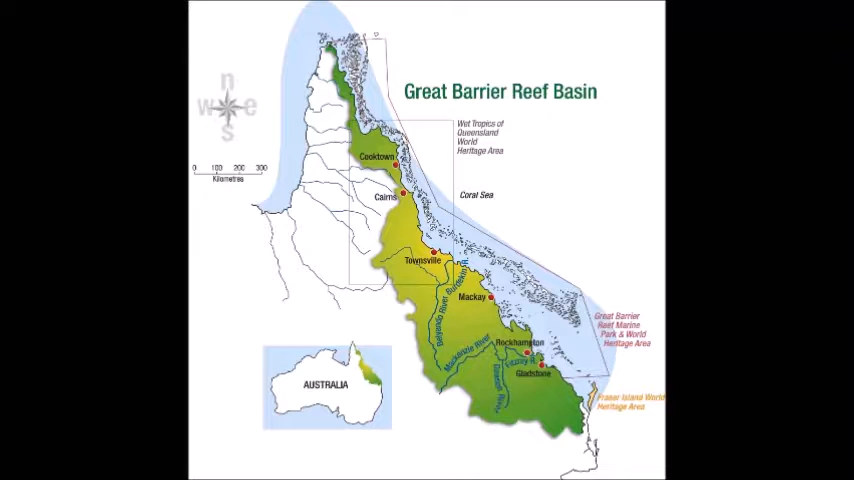 Great Barrier Reef Basin
n
w e
s
Wet Tropics of
Queensland
World
Heritage Area
Cooktown
0 100 200 300
Kilometres
Coral Sea
Cairns
Townsville
Burdekin R.
Mackay
Belyando River
Great Barrier
Reef Marine
Park & World
Heritage Area
Rockhampton
Mackenzie River
Fitzroy R.
Gladstone
Dawson River
AUSTRALIA
Fraser Island World
Heritage Area